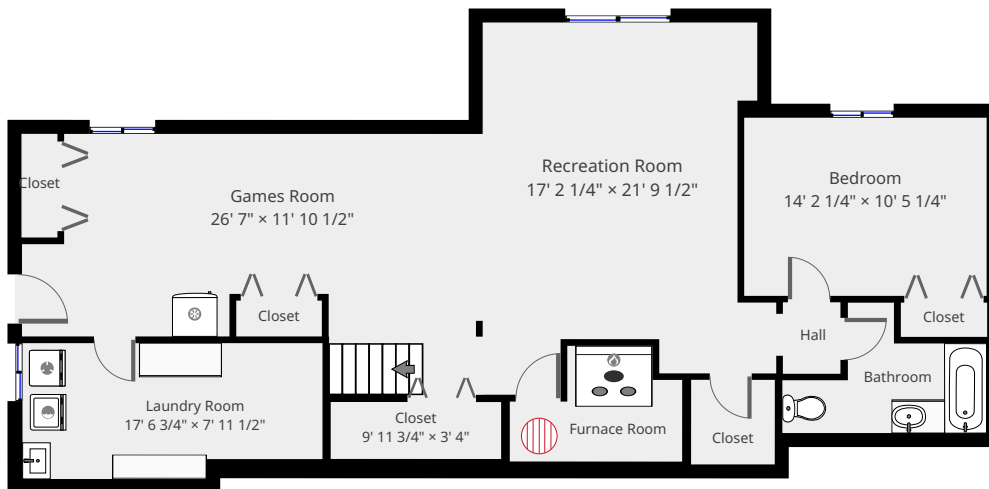 Recreation Room
17' 2 1/4" × 21' 9 1/2"
Bedroom
14' 2 1/4" × 10' 5 1/4"
Closet
Games Room
26' 7" × 11' 10 1/2"
Closet
Closet
Hall
Bathroom
Laundry Room
17' 6 3/4" × 7' 11 1/2"
Closet
9' 11 3/4" × 3' 4"
Furnace Room
Closet